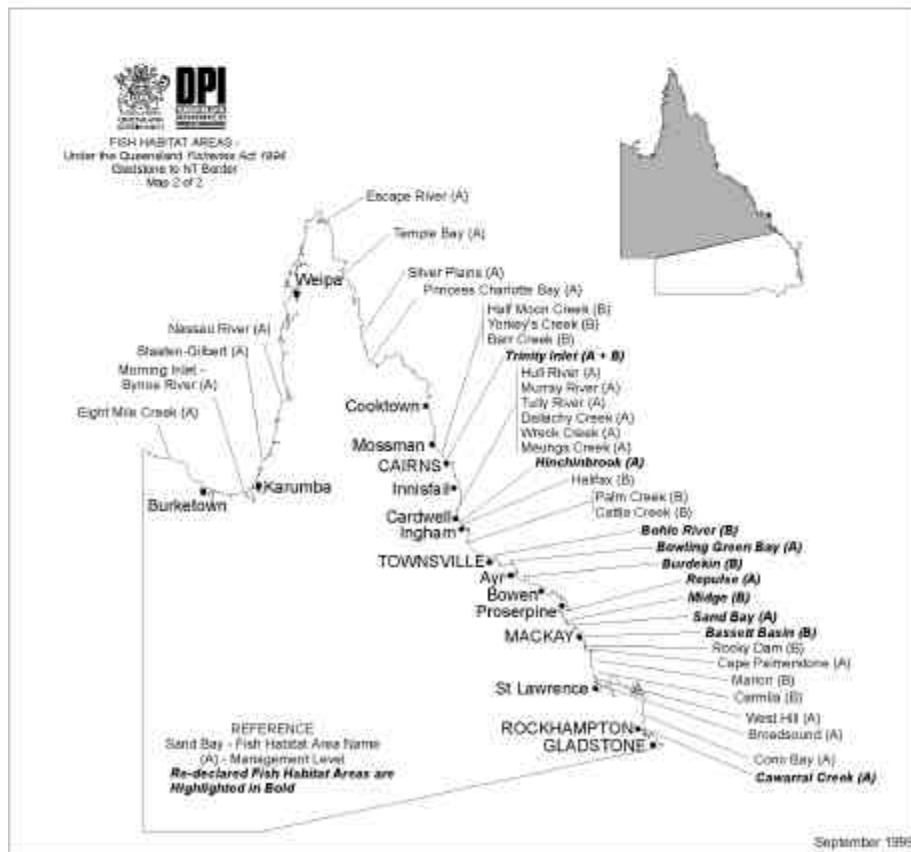 DPI
QUEENSLAND
GOVERNMENT
FISH HABITAT AREAS -
Under the Queensland Fisheries Act 1994
Gladstone to NT Border
Map 2 of 2
Escape River (A)
Temple Bay (A)
Weipa
Silver Plains (A)
Princess Charlotte Bay (A)
Half Moon Creek (B)
Yorkey's Creek (B)
Barr Creek (B)
Trinity Inlet (A + B)
Nassau River (A)
Staaten-Gilbert (A)
Morning Inlet -
Bynoe River (A)
Eight Mile Creek (A)
Hull River (A)
Murray River (A)
Tully River (A)
Dallachy Creek (A)
Wreck Creek (A)
Meunga Creek (A)
Hinchinbrook (A)
Halifax (B)
Palm Creek (B)
Cattle Creek (B)
Cooktown
Mossman
CAIRNS
Innisfail
Cardwell
Ingham
Karumba
Burketown
Bohle River (B)
Bowling Green Bay (A)
Burdekin (B)
Repulse (A)
Midge (B)
Sand Bay (A)
Bassett Basin (B)
Rocky Dam (B)
Cape Palmerstone (A)
Marion (B)
Carmila (B)
West Hill (A)
Broadsound (A)
Corio Bay (A)
Cawarral Creek (A)
TOWNSVILLE
Ayr
Bowen
Proserpine
MACKAY
St Lawrence
ROCKHAMPTON
GLADSTONE
REFERENCE
Sand Bay - Fish Habitat Area Name
(A) - Management Level
Re-declared Fish Habitat Areas are
Highlighted in Bold
September 1999